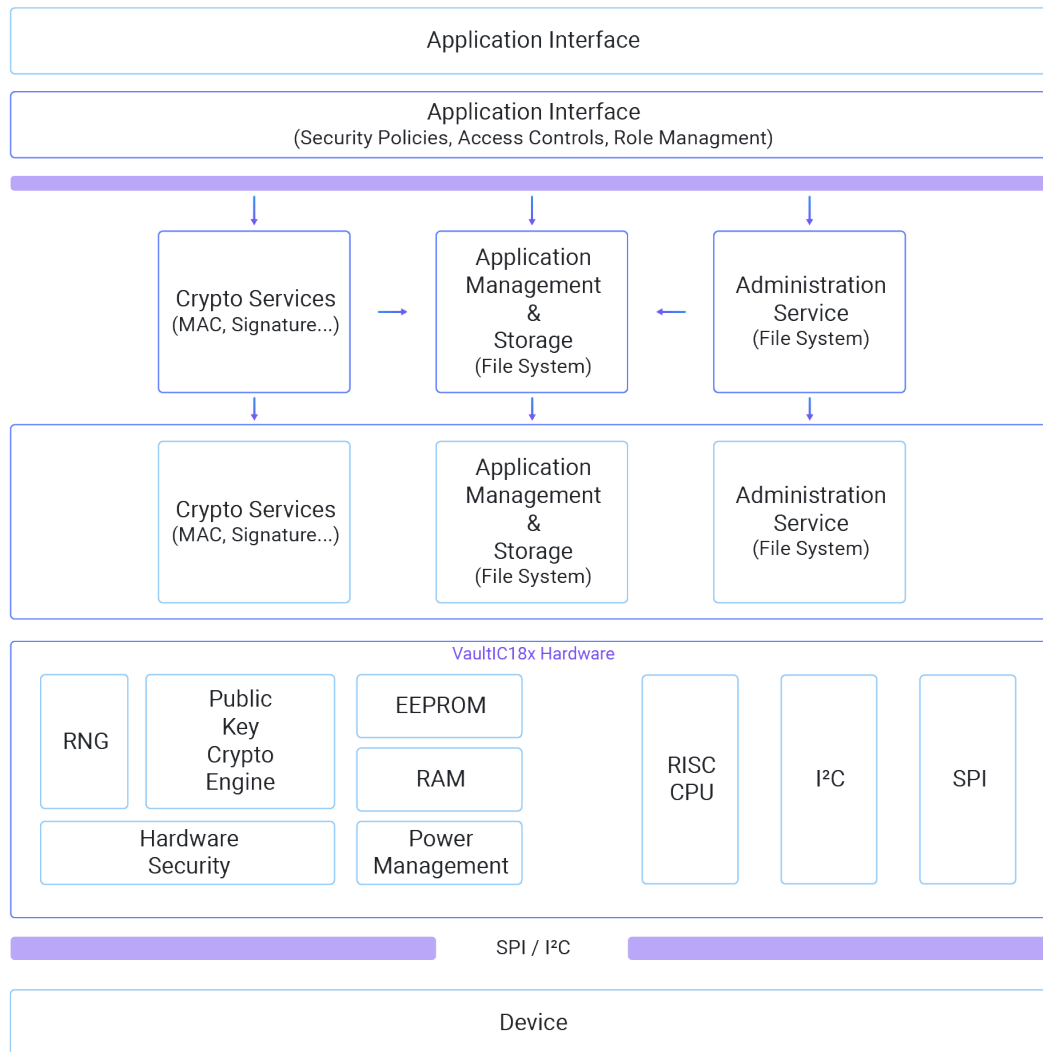 Application Interface
Application Interface
(Security Policies, Access Controls, Role Managment)
Crypto Services
(MAC, Signature...)
Application
Management
&
Storage
(File System)
Administration
Service
(File System)
Crypto Services
(MAC, Signature...)
Application
Management
&
Storage
(File System)
Administration
Service
(File System)
VaultIC18x Hardware
RNG
Public
Key
Crypto
Engine
EEPROM
RAM
RISC
CPU
I²C
SPI
Hardware
Security
Power
Management
SPI / I²C
Device